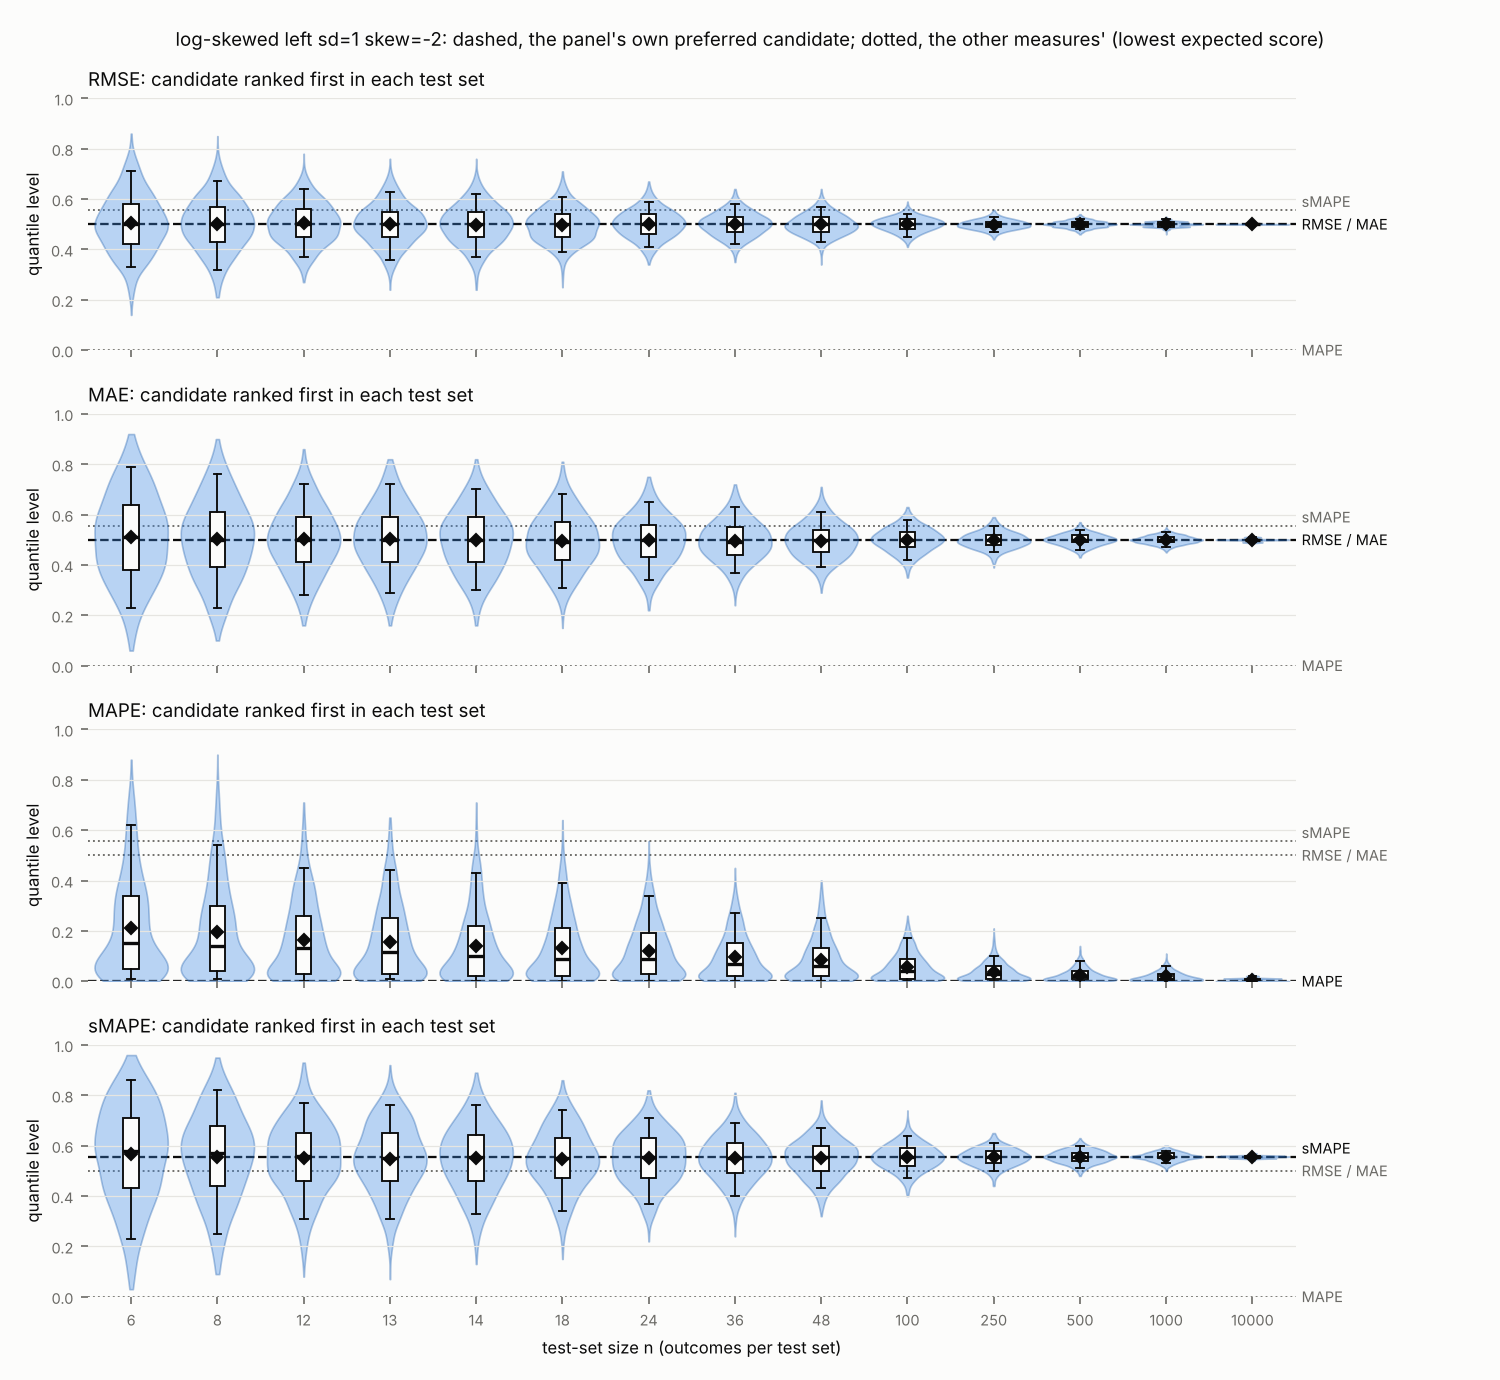 log-skewed left sd=1 skew=-2: dashed, the panel's own preferred candidate; dotted, the other measures' (lowest expected score)
RMSE: candidate ranked first in each test set
1.0
0.8
0.6
0.4
0.2
0.0
quantile level
sMAPE
RMSE / MAE
MAPE
MAE: candidate ranked first in each test set
1.0
0.8
0.6
0.4
0.2
0.0
quantile level
sMAPE
RMSE / MAE
MAPE
MAPE: candidate ranked first in each test set
1.0
0.8
0.6
0.4
0.2
0.0
quantile level
sMAPE
RMSE / MAE
MAPE
sMAPE: candidate ranked first in each test set
1.0
0.8
0.6
0.4
0.2
0.0
quantile level
sMAPE
RMSE / MAE
MAPE
6 8 12 13 14 18 24 36 48 100 250 500 1000 10000
test-set size n (outcomes per test set)